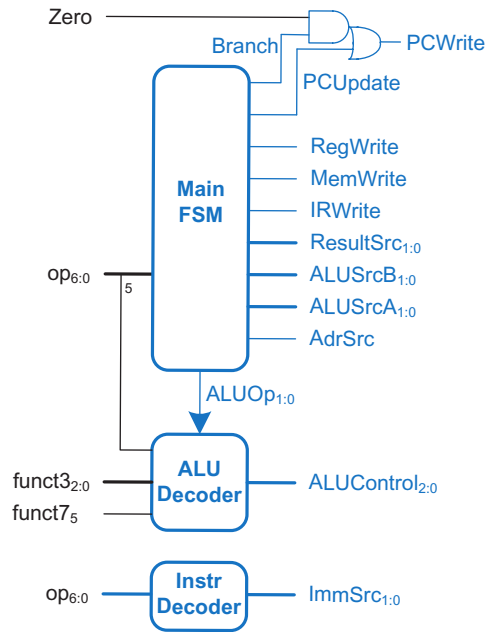 Zero
Branch
PCWrite
PCUpdate
Main
FSM
RegWrite
MemWrite
IRWrite
ResultSrc1:0
op6:0
5
ALUSrcB1:0
ALUSrcA1:0
AdrSrc
ALUOp1:0
ALU
Decoder
funct32:0
funct75
ALUControl2:0
op6:0
Instr
Decoder
ImmSrc1:0